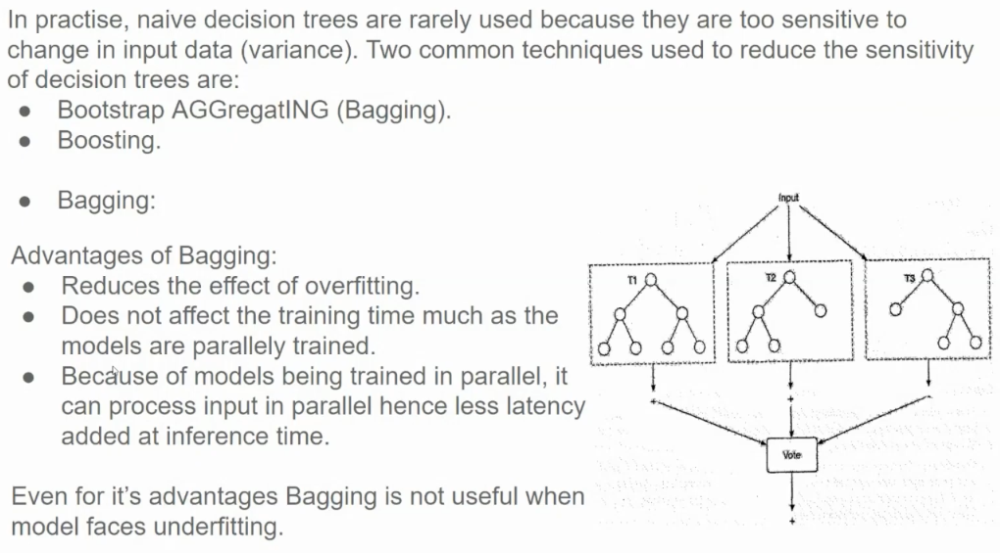 In practise, naive decision trees are rarely used because they are too sensitive to
change in input data (variance). Two common techniques used to reduce the sensitivity
of decision trees are:
● Bootstrap AGGregatING (Bagging).
● Boosting.
● Bagging:
Advantages of Bagging:
● Reduces the effect of overfitting.
● Does not affect the training time much as the
models are parallely trained.
● Because of models being trained in parallel, it
can process input in parallel hence less latency
added at inference time.
Even for it's advantages Bagging is not useful when
model faces underfitting.
Input
T1 T2 T3
+ + -
Vote
+